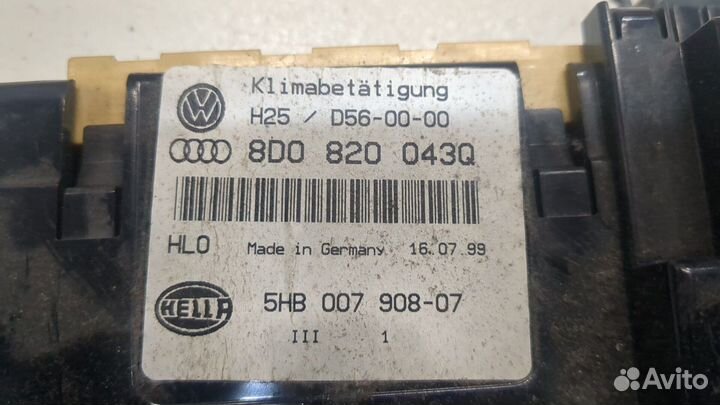 Klimabetätigung
H25 / D56-00-00
8D0 820 043Q
HLO Made in Germany 16.07.99
HELLA 5HB 007 908-07
III 1
Avito